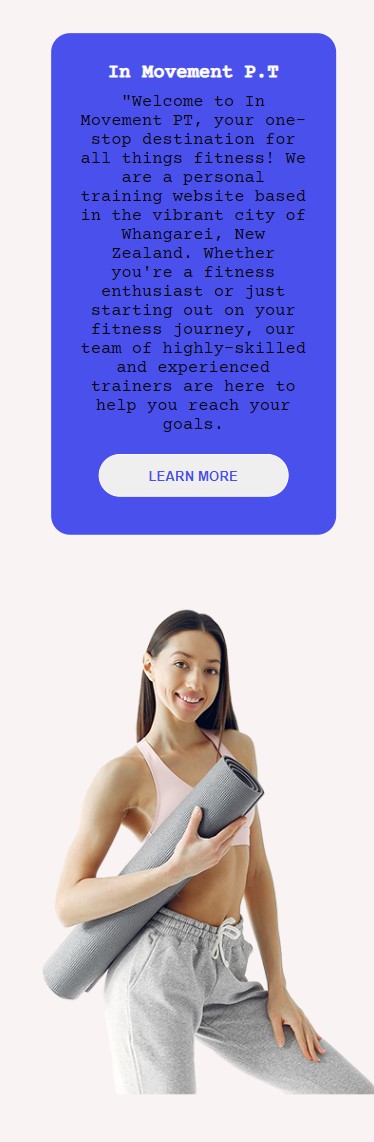 In Movement P.T
"Welcome to In
Movement PT, your one-
stop destination for
all things fitness! We
are a personal
training website based
in the vibrant city of
Whangarei, New
Zealand. Whether
you're a fitness
enthusiast or just
starting out on your
fitness journey, our
team of highly-skilled
and experienced
trainers are here to
help you reach your
goals.
LEARN MORE